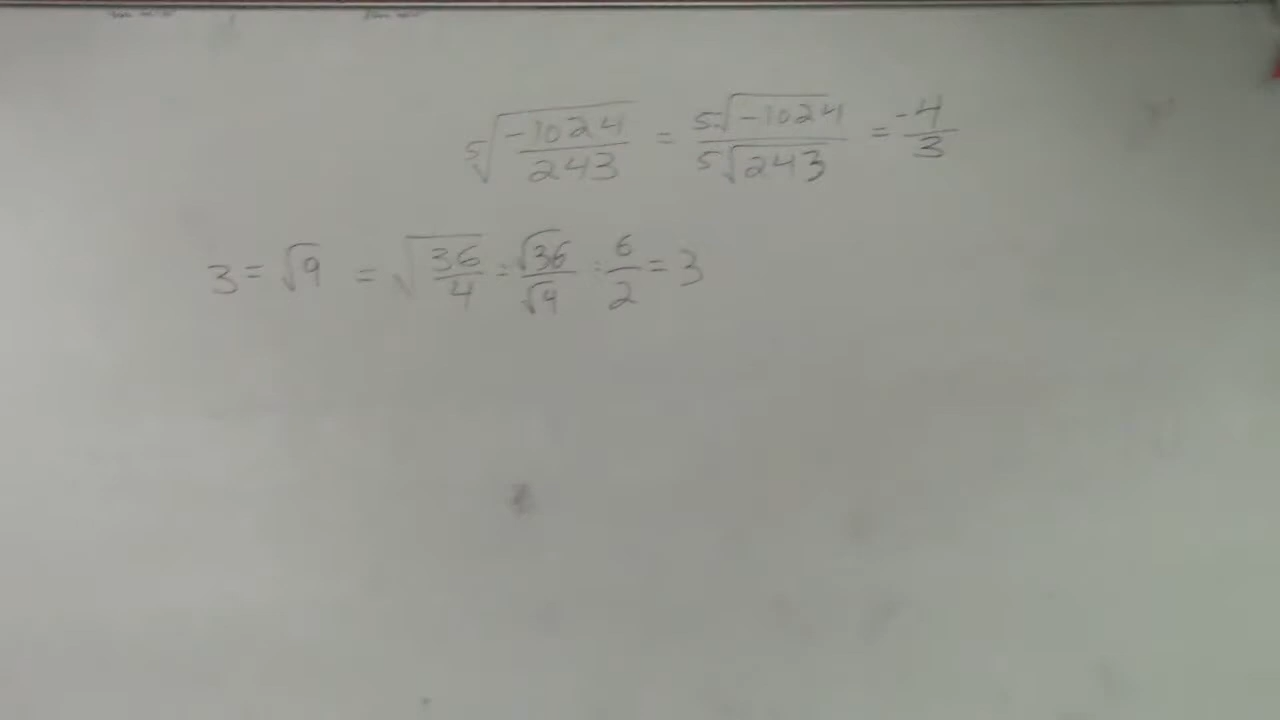 ⁵√(-1024/243) = ⁵√-1024/⁵√243 = -4/3
3 = √9 = √(36/4) = √36/√4 = 6/2 = 3